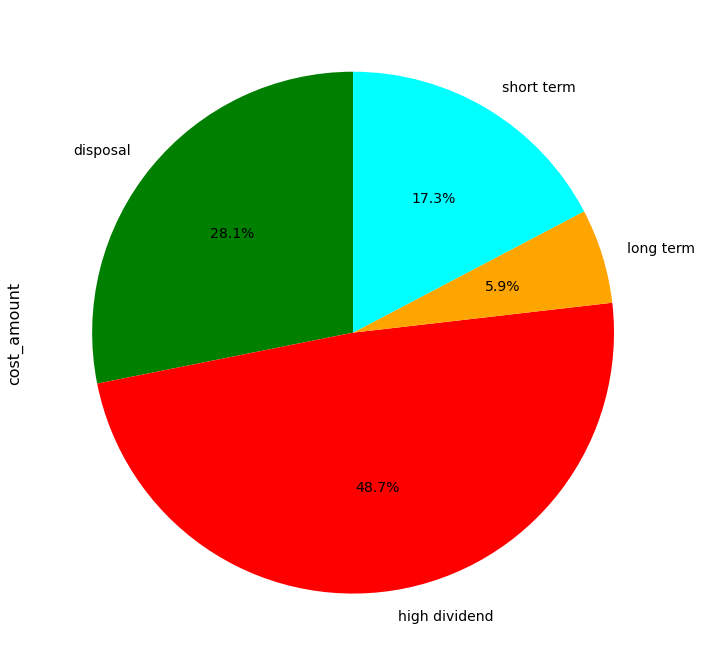 short term
disposal
17.3%
28.1%
long term
5.9%
cost_amount
48.7%
high dividend